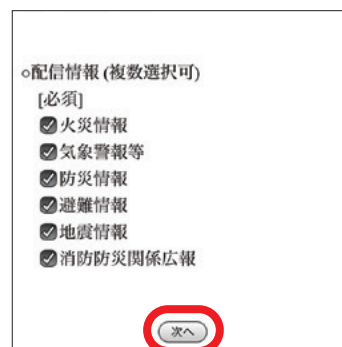 ○配信情報(複数選択可)
[必須]
火災情報
気象警報等
防災情報
避難情報
地震情報
消防防災関係広報
次へ